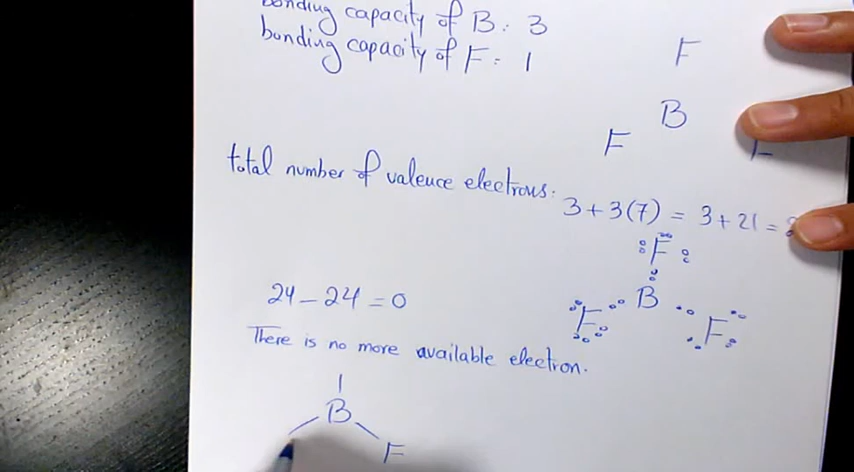 bonding capacity of B: 3
bonding capacity of F: 1
F
B
F
total number of valence electrons:
3 + 3(7) = 3 + 21 =
F
B
F
F
24 - 24 = 0
There is no more available electron.
B
F